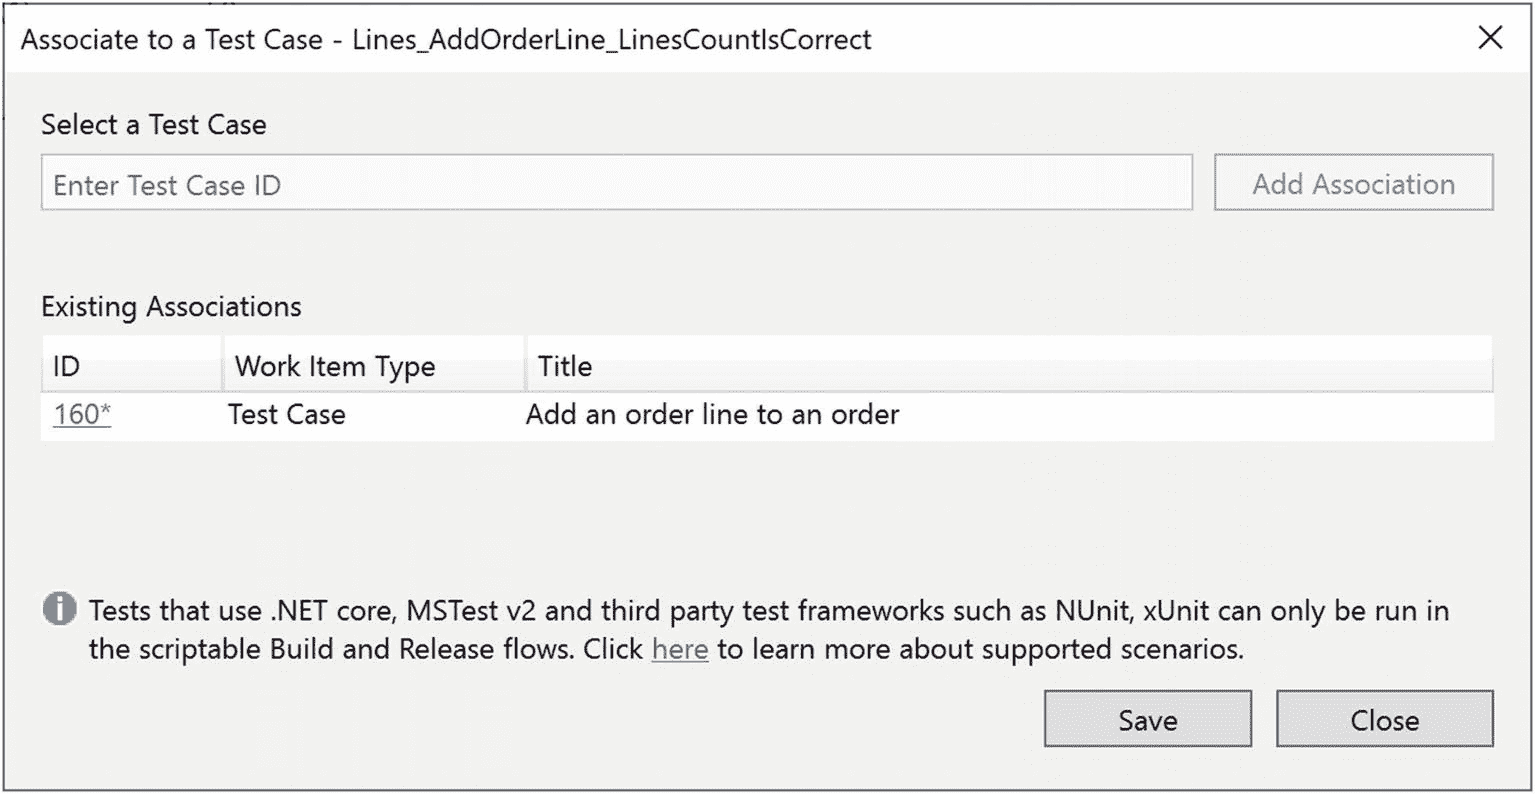 Associate to a Test Case - Lines_AddOrderLine_LinesCountIsCorrect
Select a Test Case
Enter Test Case ID
Add Association
Existing Associations
ID Work Item Type Title
160* Test Case Add an order line to an order
Tests that use .NET core, MSTest v2 and third party test frameworks such as NUnit, xUnit can only be run in
the scriptable Build and Release flows. Click here to learn more about supported scenarios.
Save Close